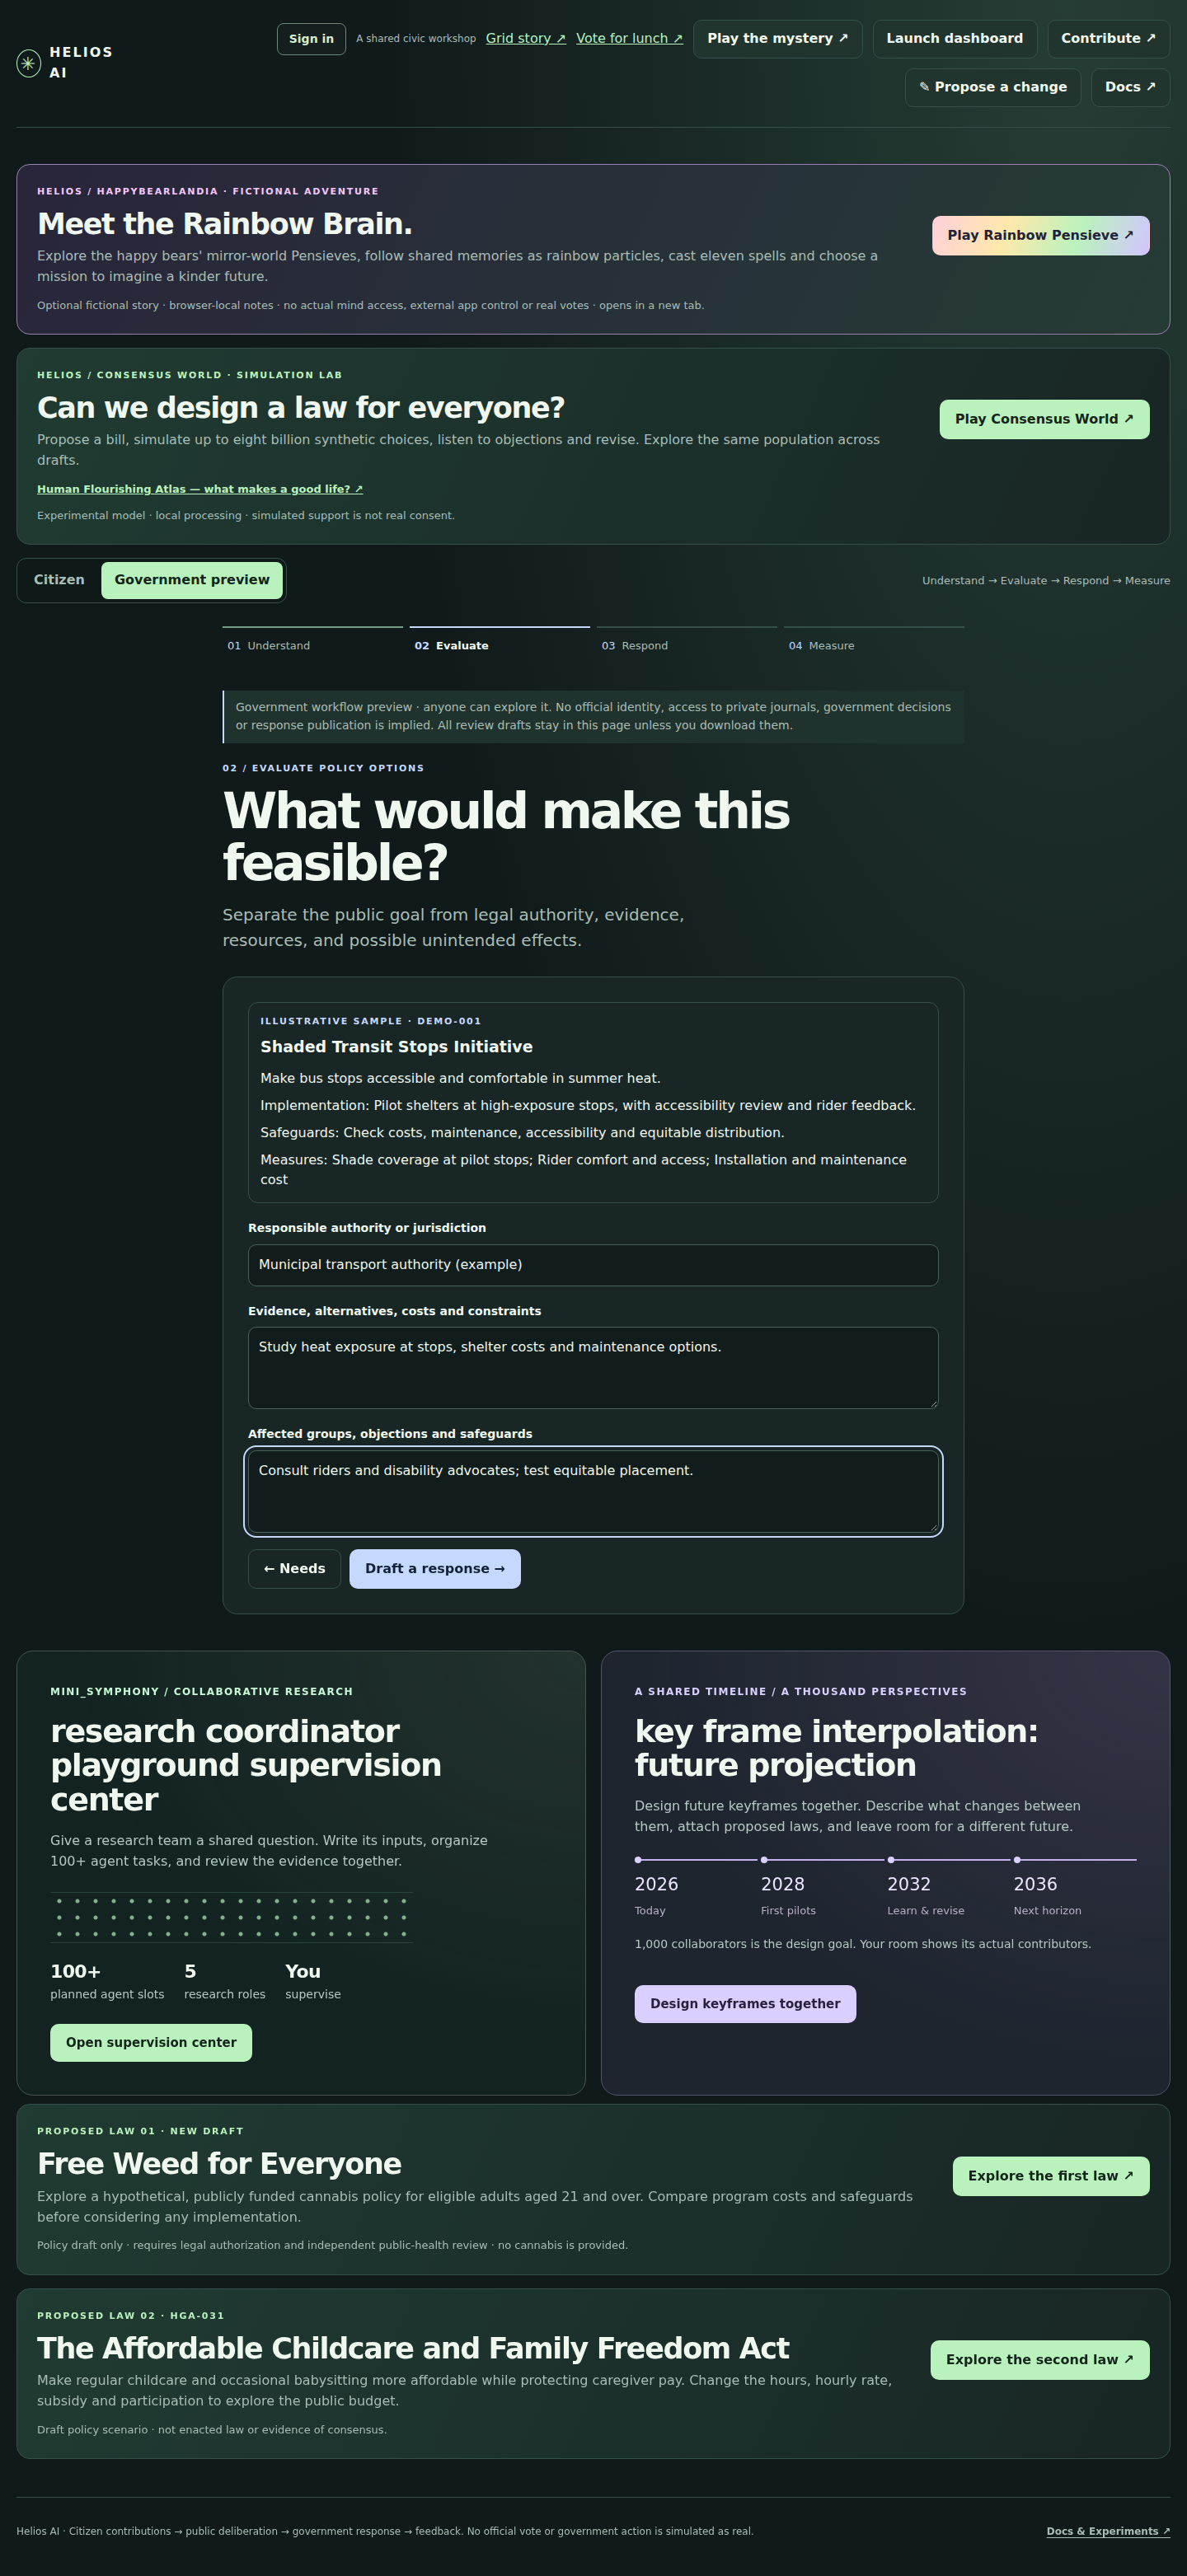 HELIOS
AI
Sign in
A shared civic workshop
Grid story ↗
Vote for lunch ↗
Play the mystery ↗
Launch dashboard
Contribute ↗
✎ Propose a change
Docs ↗
HELIOS / HAPPYBEARLANDIA · FICTIONAL ADVENTURE
Meet the Rainbow Brain.
Explore the happy bears' mirror-world Pensieves, follow shared memories as rainbow particles, cast eleven spells and choose a
mission to imagine a kinder future.
Optional fictional story · browser-local notes · no actual mind access, external app control or real votes · opens in a new tab.
Play Rainbow Pensieve ↗
HELIOS / CONSENSUS WORLD · SIMULATION LAB
Can we design a law for everyone?
Propose a bill, simulate up to eight billion synthetic choices, listen to objections and revise. Explore the same population across
drafts.
Human Flourishing Atlas — what makes a good life? ↗
Experimental model · local processing · simulated support is not real consent.
Play Consensus World ↗
Citizen
Government preview
Understand → Evaluate → Respond → Measure
01 Understand
02 Evaluate
03 Respond
04 Measure
Government workflow preview · anyone can explore it. No official identity, access to private journals, government decisions
or response publication is implied. All review drafts stay in this page unless you download them.
02 / EVALUATE POLICY OPTIONS
What would make this
feasible?
Separate the public goal from legal authority, evidence,
resources, and possible unintended effects.
ILLUSTRATIVE SAMPLE · DEMO-001
Shaded Transit Stops Initiative
Make bus stops accessible and comfortable in summer heat.
Implementation: Pilot shelters at high-exposure stops, with accessibility review and rider feedback.
Safeguards: Check costs, maintenance, accessibility and equitable distribution.
Measures: Shade coverage at pilot stops; Rider comfort and access; Installation and maintenance
cost
Responsible authority or jurisdiction
Municipal transport authority (example)
Evidence, alternatives, costs and constraints
Study heat exposure at stops, shelter costs and maintenance options.
Affected groups, objections and safeguards
Consult riders and disability advocates; test equitable placement.
← Needs
Draft a response →
MINI_SYMPHONY / COLLABORATIVE RESEARCH
research coordinator
playground supervision
center
Give a research team a shared question. Write its inputs, organize
100+ agent tasks, and review the evidence together.
100+
planned agent slots
5
research roles
You
supervise
Open supervision center
A SHARED TIMELINE / A THOUSAND PERSPECTIVES
key frame interpolation:
future projection
Design future keyframes together. Describe what changes between
them, attach proposed laws, and leave room for a different future.
2026
Today
2028
First pilots
2032
Learn & revise
2036
Next horizon
1,000 collaborators is the design goal. Your room shows its actual contributors.
Design keyframes together
PROPOSED LAW 01 · NEW DRAFT
Free Weed for Everyone
Explore a hypothetical, publicly funded cannabis policy for eligible adults aged 21 and over. Compare program costs and safeguards
before considering any implementation.
Policy draft only · requires legal authorization and independent public-health review · no cannabis is provided.
Explore the first law ↗
PROPOSED LAW 02 · HGA-031
The Affordable Childcare and Family Freedom Act
Make regular childcare and occasional babysitting more affordable while protecting caregiver pay. Change the hours, hourly rate,
subsidy and participation to explore the public budget.
Draft policy scenario · not enacted law or evidence of consensus.
Explore the second law ↗
Helios AI · Citizen contributions → public deliberation → government response → feedback. No official vote or government action is simulated as real.
Docs & Experiments ↗